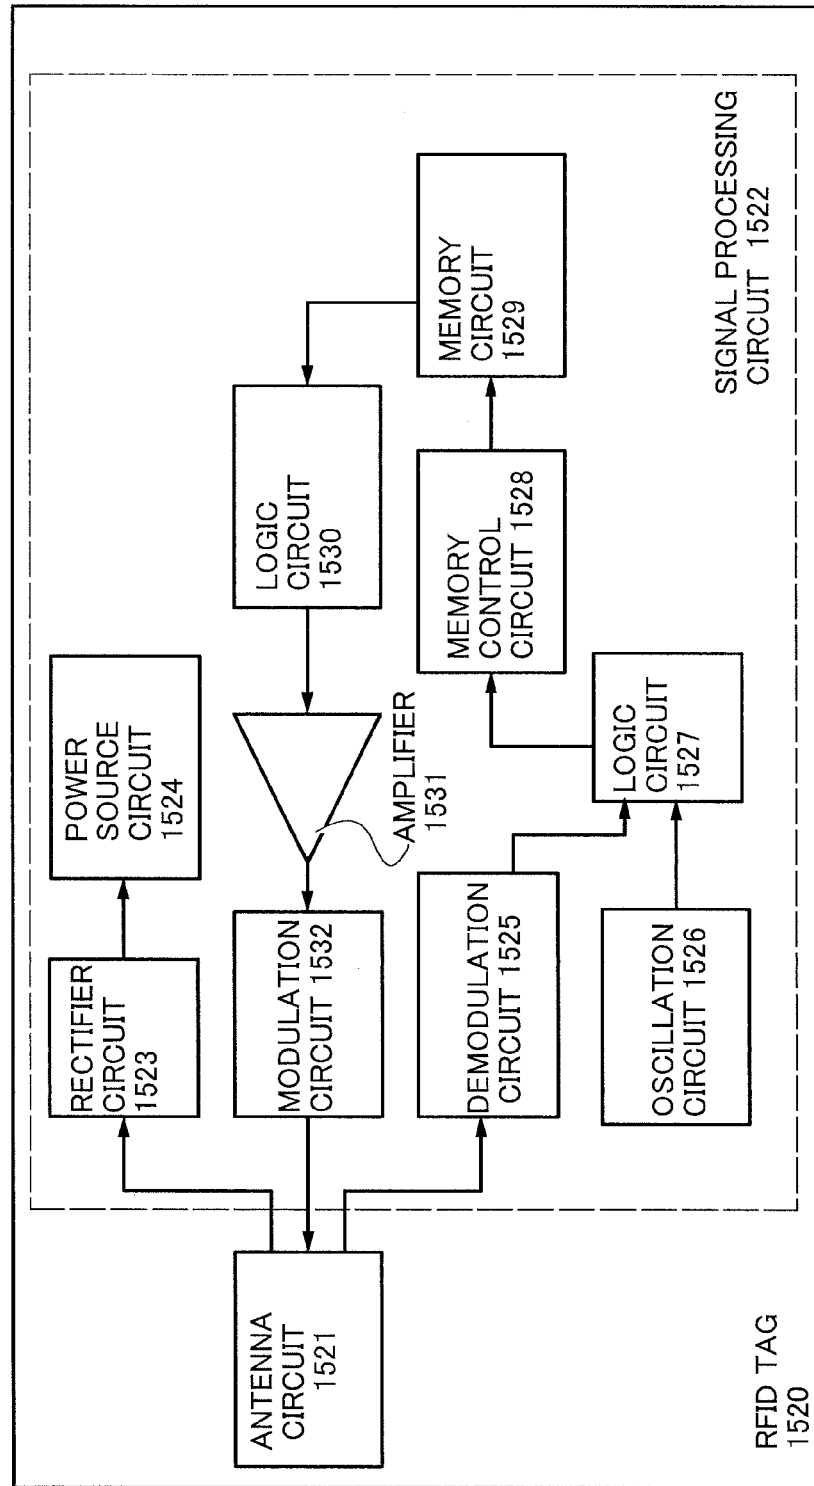 RECTIFIER
CIRCUIT
1523
POWER
SOURCE
CIRCUIT
1524
ANTENNA
CIRCUIT
1521
MODULATION
CIRCUIT 1532
AMPLIFIER
1531
LOGIC
CIRCUIT
1530
DEMODULATION
CIRCUIT 1525
MEMORY
CONTROL
CIRCUIT 1528
MEMORY
CIRCUIT
1529
OSCILLATION
CIRCUIT 1526
LOGIC
CIRCUIT
1527
SIGNAL PROCESSING
CIRCUIT 1522
RFID TAG
1520